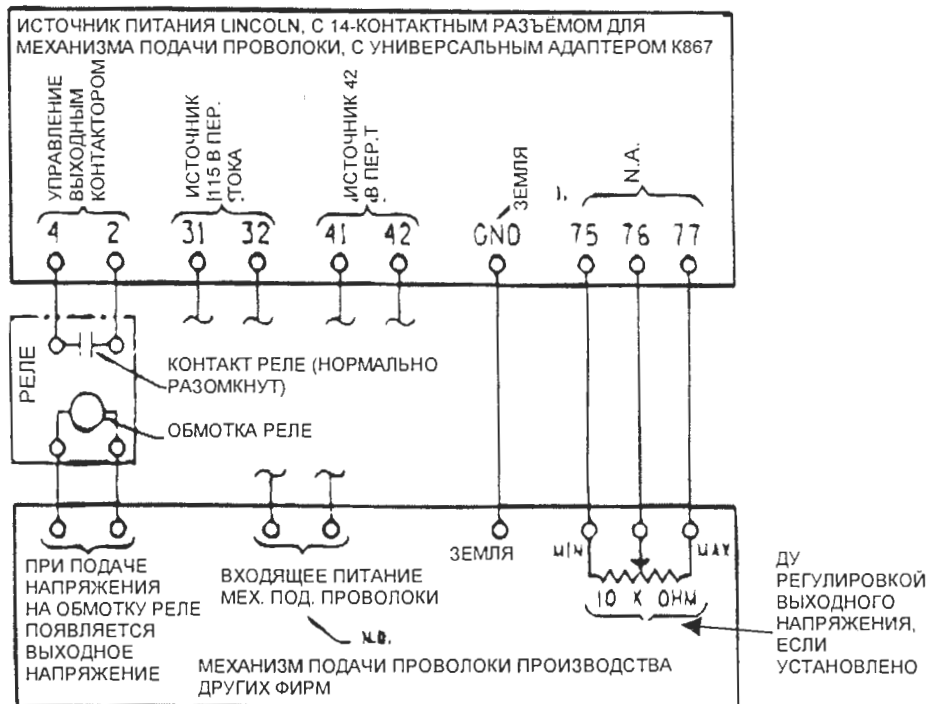 ИСТОЧНИК ПИТАНИЯ LINCOLN, С 14-КОНТАКТНЫМ РАЗЪЁМОМ ДЛЯ
МЕХАНИЗМА ПОДАЧИ ПРОВОЛОКИ, С УНИВЕРСАЛЬНЫМ АДАПТЕРОМ К867
УПРАВЛЕНИЕ
ВЫХОДНЫМ
КОНТАКТОРОМ
ИСТОЧНИК
115 В ПЕР.
ТОКА
ИСТОЧНИК 42
В ПЕР.Т
ЗЕМЛЯ
N.A.
4 2 31 32 41 42 GND 75 76 77
РЕЛЕ
КОНТАКТ РЕЛЕ (НОРМАЛЬНО
РАЗОМКНУТ)
ОБМОТКА РЕЛЕ
ПРИ ПОДАЧЕ
НАПРЯЖЕНИЯ
НА ОБМОТКУ РЕЛЕ
ПОЯВЛЯЕТСЯ
ВЫХОДНОЕ
НАПРЯЖЕНИЕ
ВХОДЯЩЕЕ ПИТАНИЕ
МЕХ. ПОД. ПРОВОЛОКИ
ЗЕМЛЯ
MIN MAX
10 K OHM
ДУ
РЕГУЛИРОВКОЙ
ВЫХОДНОГО
НАПРЯЖЕНИЯ,
ЕСЛИ
УСТАНОВЛЕНО
МЕХАНИЗМ ПОДАЧИ ПРОВОЛОКИ ПРОИЗВОДСТВА
ДРУГИХ ФИРМ